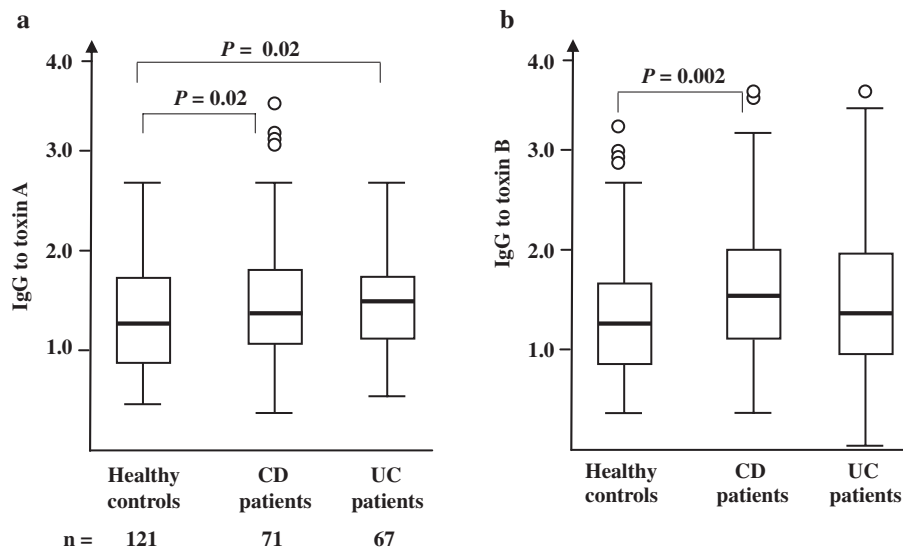 a
b
4.0
3.0
2.0
1.0
IgG to toxin A
P = 0.02
P = 0.02
Healthy controls
CD patients
UC patients
n = 121 71 67
4.0
3.0
2.0
1.0
IgG to toxin B
P = 0.002
Healthy controls
CD patients
UC patients